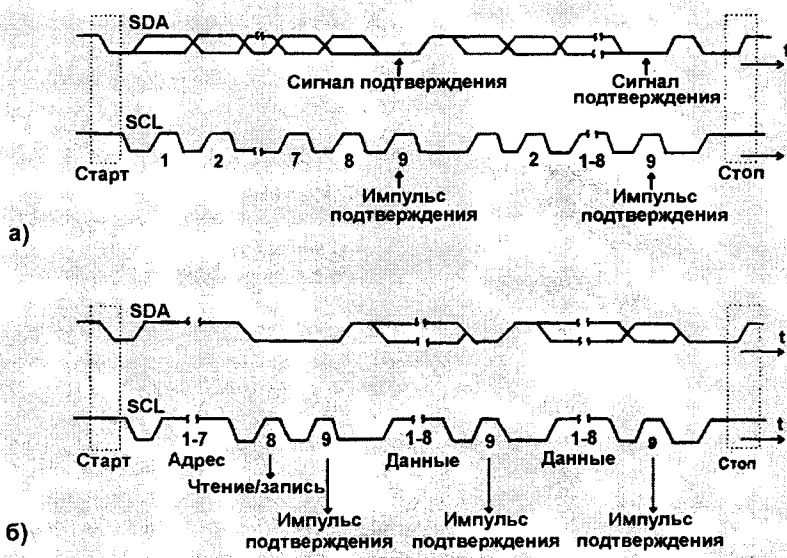 SDA
t
Сигнал подтверждения
Сигнал
подтверждения
SCL
1 2 7 8 9 2 1-8 9
Старт
Стоп
Импульс
подтверждения
Импульс
подтверждения
а)
SDA
t
SCL
t
1-7 8 9 1-8 9 1-8 9
Старт
Адрес
Данные
Данные
Стоп
Чтение/запись
Импульс
подтверждения
Импульс
подтверждения
Импульс
подтверждения
б)